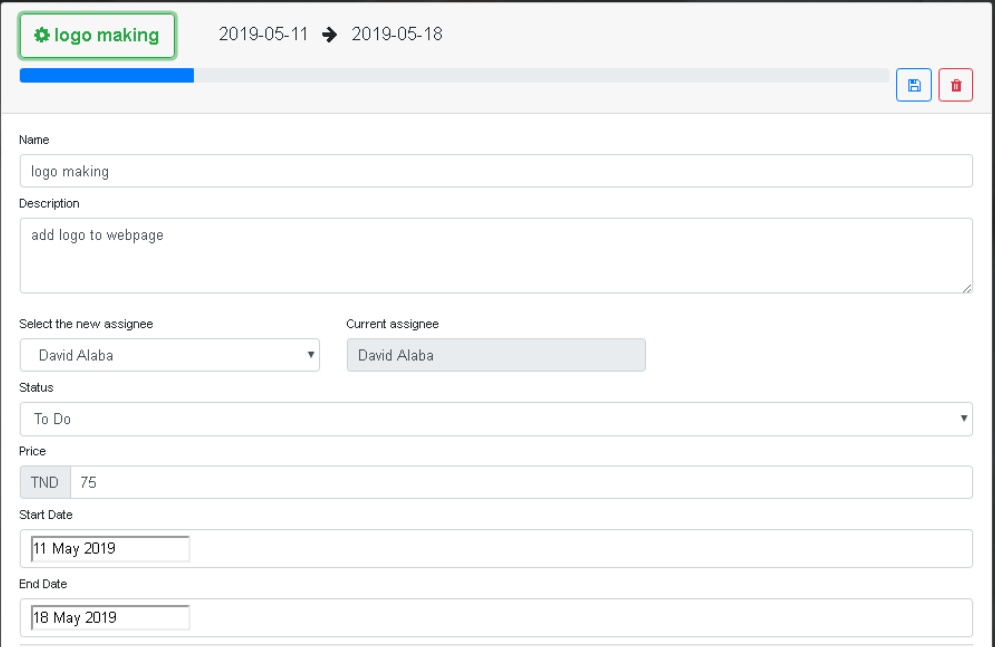 logo making 2019-05-11 → 2019-05-18
Name
logo making
Description
add logo to webpage
Select the new assignee Current assignee
David Alaba David Alaba
Status
To Do
Price
TND 75
Start Date
11 May 2019
End Date
18 May 2019